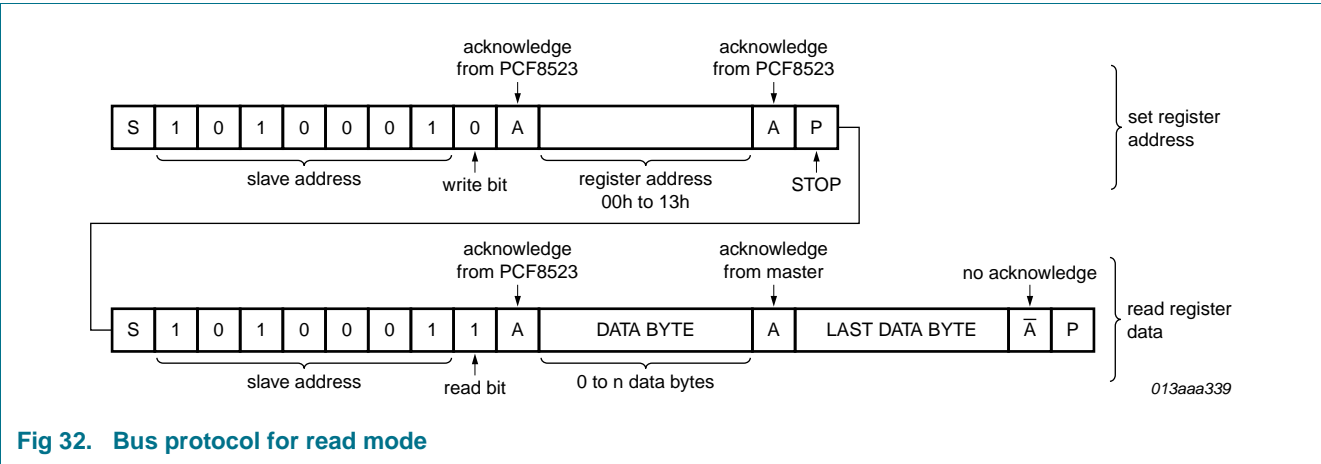 acknowledge acknowledge
from PCF8523 from PCF8523
S 1 0 1 0 0 0 1 0 A A P
set register
address
slave address write bit register address STOP
00h to 13h
acknowledge acknowledge
from PCF8523 from master no acknowledge
S 1 0 1 0 0 0 1 1 A DATA BYTE A LAST DATA BYTE A̅ P
read register
data
slave address read bit 0 to n data bytes
013aaa339
Fig 32. Bus protocol for read mode